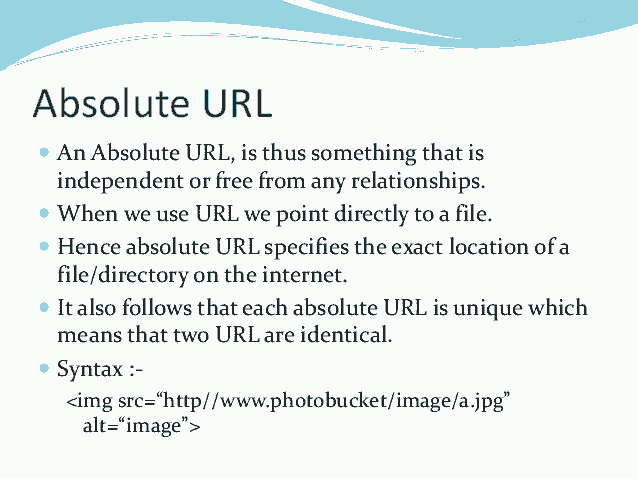 Absolute URL
An Absolute URL, is thus something that is
independent or free from any relationships.
When we use URL we point directly to a file.
Hence absolute URL specifies the exact location of a
file/directory on the internet.
It also follows that each absolute URL is unique which
means that two URL are identical.
Syntax :-
<img src=“http//www.photobucket/image/a.jpg”
alt=“image”>